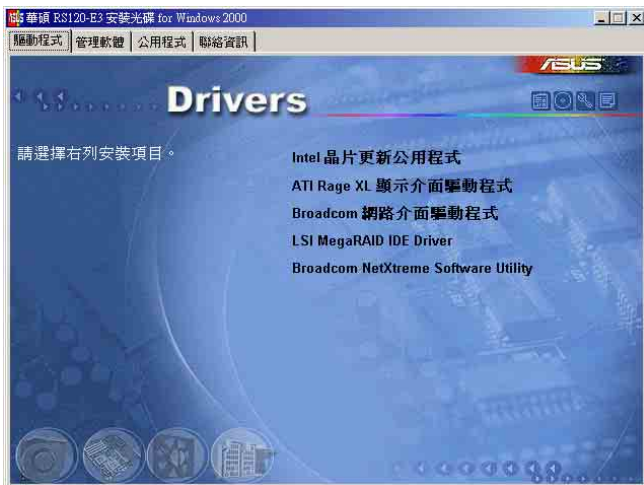 華碩 RS120-E3 安裝光碟 for Windows 2000
驅動程式 管理軟體 公用程式 聯絡資訊
ASUS
Drivers
請選擇右列安裝項目。
Intel 晶片更新公用程式
ATI Rage XL 顯示介面驅動程式
Broadcom 網路介面驅動程式
LSI MegaRAID IDE Driver
Broadcom NetXtreme Software Utility